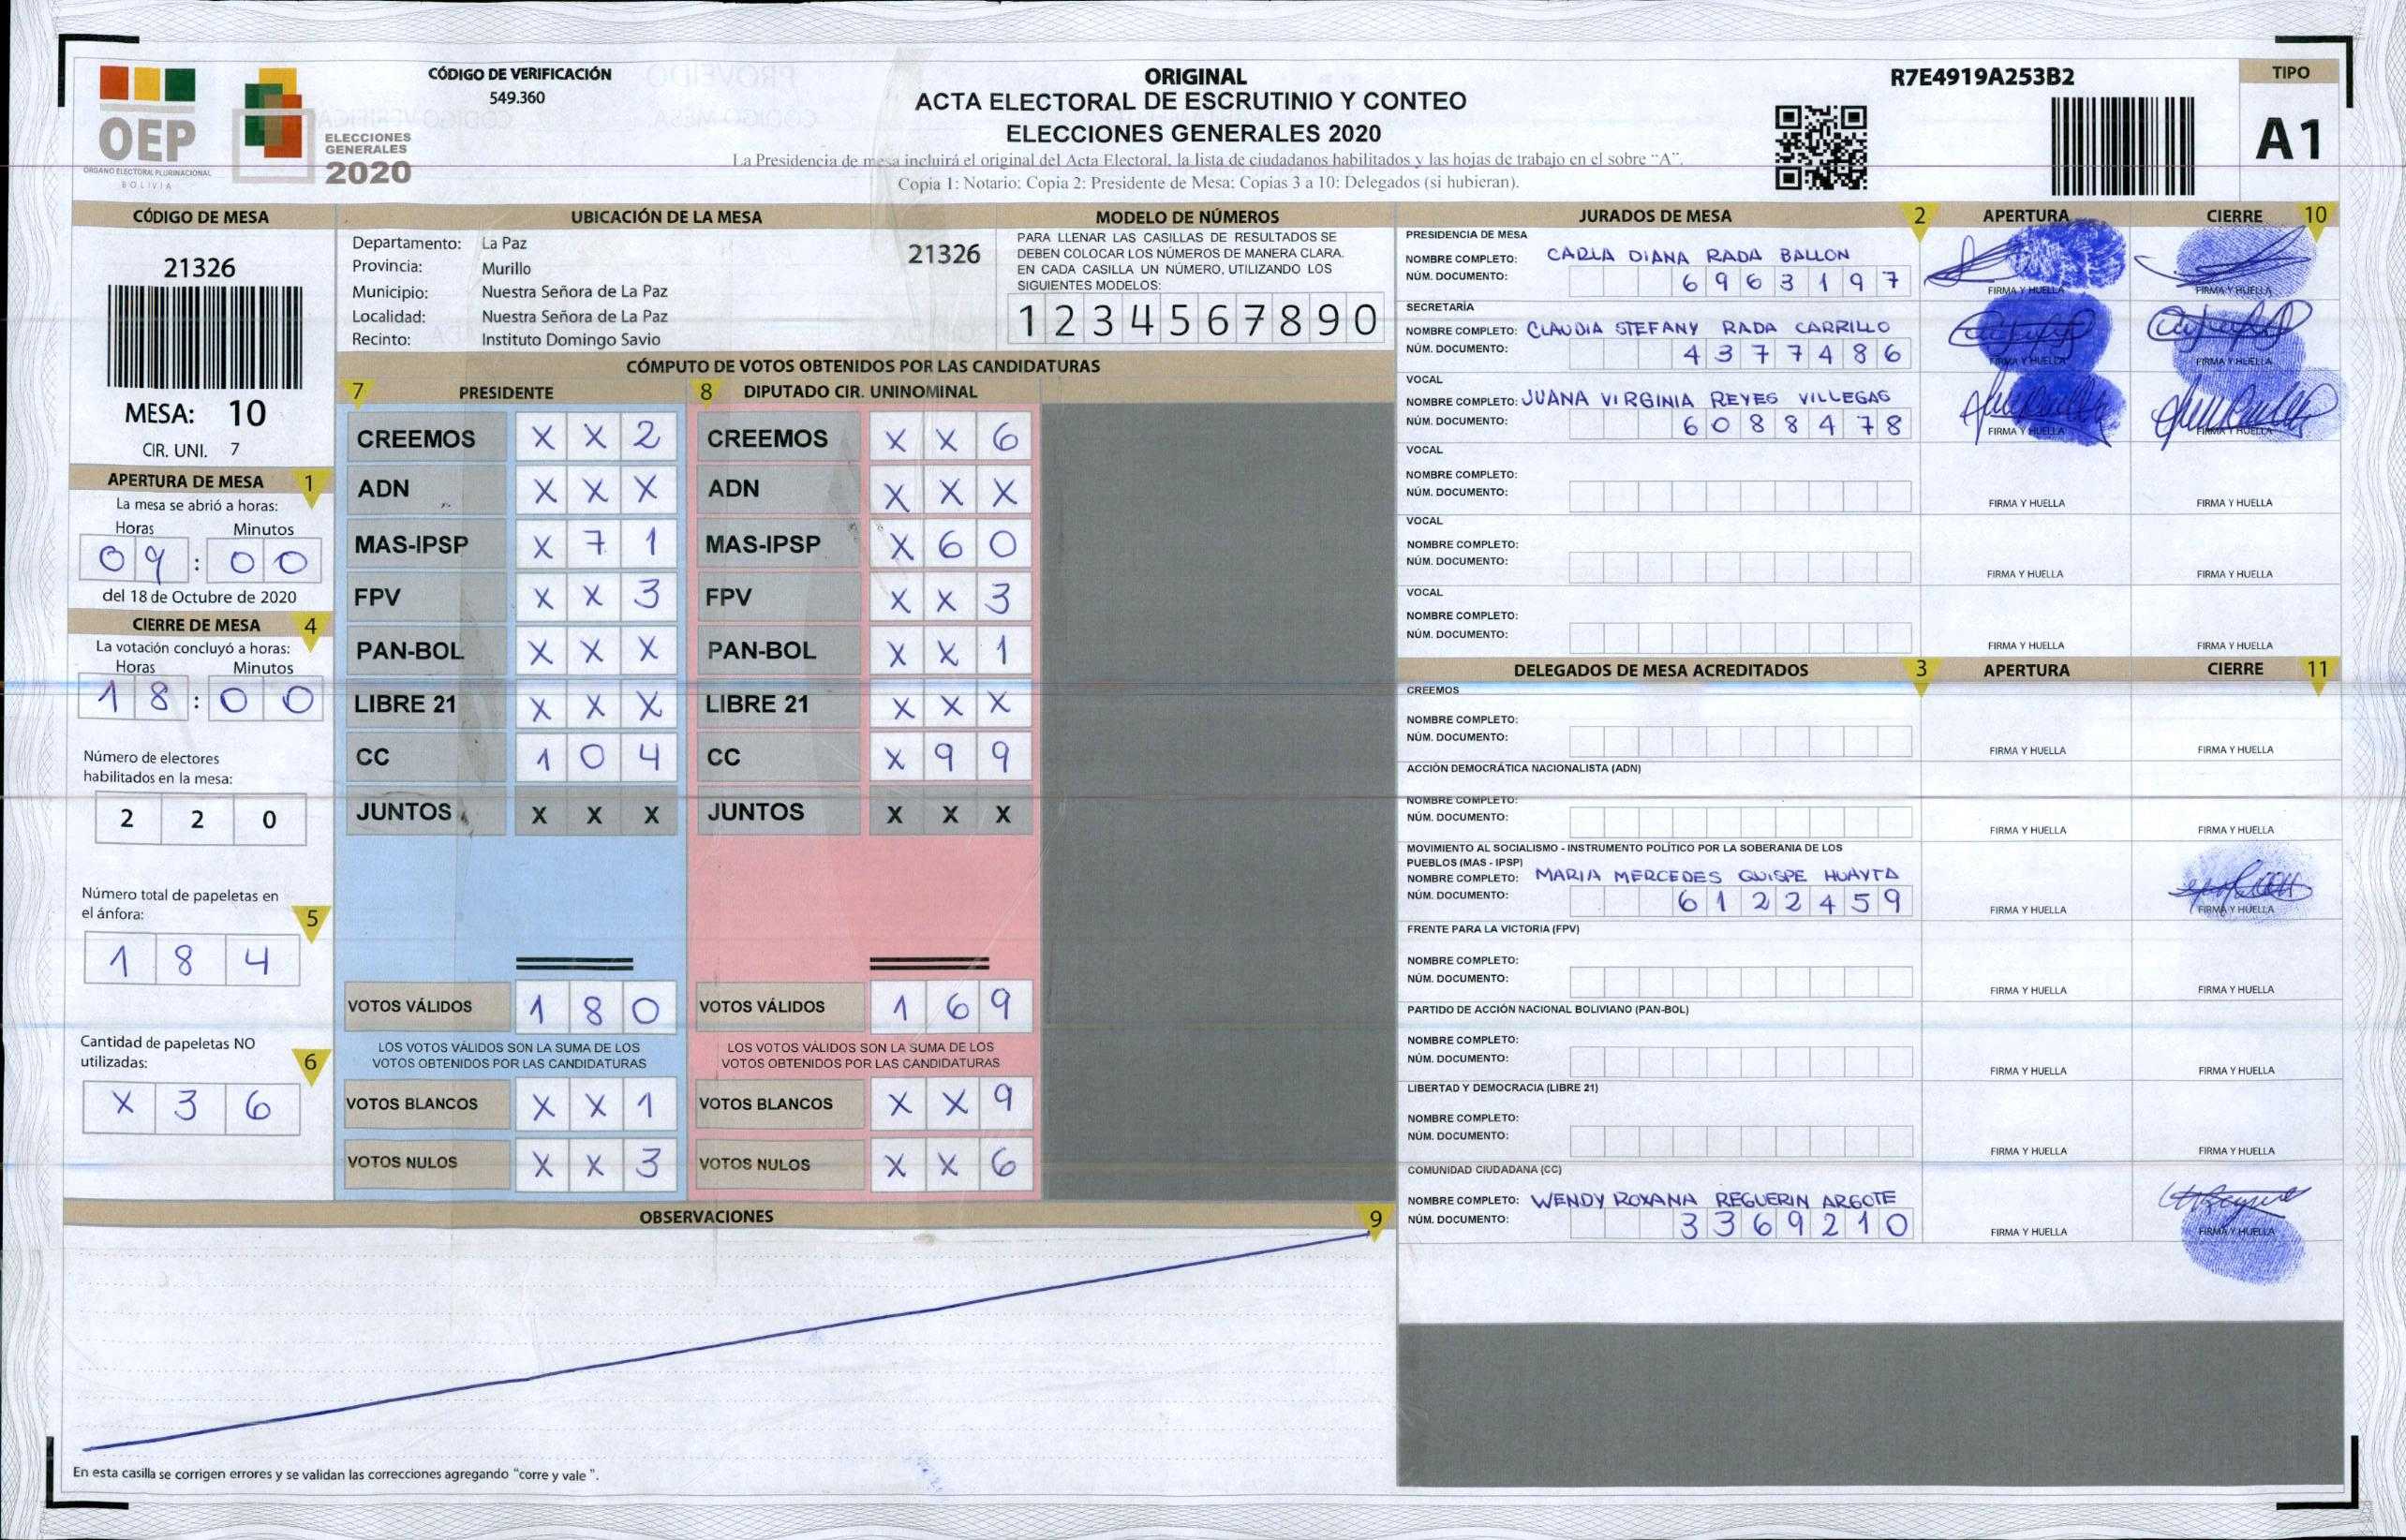 OEP
ÓRGANO ELECTORAL PLURINACIONAL
BOLIVIA
ELECCIONES
GENERALES
2020
CÓDIGO DE VERIFICACIÓN
549.360
ORIGINAL
ACTA ELECTORAL DE ESCRUTINIO Y CONTEO
ELECCIONES GENERALES 2020
La Presidencia de mesa incluirá el original del Acta Electoral, la lista de ciudadanos habilitados y las hojas de trabajo en el sobre "A".
Copia 1: Notario; Copia 2: Presidente de Mesa; Copias 3 a 10: Delegados (si hubieran).
R7E4919A253B2
TIPO
A1
CÓDIGO DE MESA
21326
MESA: 10
CIR. UNI. 7
APERTURA DE MESA 1
La mesa se abrió a horas:
Horas Minutos
09:00
del 18 de Octubre de 2020
CIERRE DE MESA 4
La votación concluyó a horas:
Horas Minutos
18:00
Número de electores
habilitados en la mesa:
2 2 0
Número total de papeletas en
el ánfora: 5
1 8 4
Cantidad de papeletas NO
utilizadas: 6
X 3 6
UBICACIÓN DE LA MESA
Departamento: La Paz 21326
Provincia: Murillo
Municipio: Nuestra Señora de La Paz
Localidad: Nuestra Señora de La Paz
Recinto: Instituto Domingo Savio
MODELO DE NÚMEROS
PARA LLENAR LAS CASILLAS DE RESULTADOS SE
DEBEN COLOCAR LOS NÚMEROS DE MANERA CLARA.
EN CADA CASILLA UN NÚMERO, UTILIZANDO LOS
SIGUIENTES MODELOS:
1 2 3 4 5 6 7 8 9 0
CÓMPUTO DE VOTOS OBTENIDOS POR LAS CANDIDATURAS
7 PRESIDENTE 8 DIPUTADO CIR. UNINOMINAL
CREEMOS X X 2 CREEMOS X X 6
ADN X X X ADN X X X
MAS-IPSP X 7 1 MAS-IPSP X 6 0
FPV X X 3 FPV X X 3
PAN-BOL X X X PAN-BOL X X 1
LIBRE 21 X X X LIBRE 21 X X X
CC 1 0 4 CC X 9 9
JUNTOS X X X JUNTOS X X X
VOTOS VÁLIDOS 1 8 0 VOTOS VÁLIDOS 1 6 9
LOS VOTOS VÁLIDOS SON LA SUMA DE LOS LOS VOTOS VÁLIDOS SON LA SUMA DE LOS
VOTOS OBTENIDOS POR LAS CANDIDATURAS VOTOS OBTENIDOS POR LAS CANDIDATURAS
VOTOS BLANCOS X X 1 VOTOS BLANCOS X X 9
VOTOS NULOS X X 3 VOTOS NULOS X X 6
OBSERVACIONES 9
En esta casilla se corrigen errores y se validan las correcciones agregando "corre y vale".
JURADOS DE MESA 2 APERTURA CIERRE 10
PRESIDENCIA DE MESA
NOMBRE COMPLETO: CARLA DIANA RADA BALLON
NÚM. DOCUMENTO: 6963197
FIRMA Y HUELLA FIRMA Y HUELLA
SECRETARÍA
NOMBRE COMPLETO: CLAUDIA STEFANY RADA CARRILLO
NÚM. DOCUMENTO: 4377486
FIRMA Y HUELLA FIRMA Y HUELLA
VOCAL
NOMBRE COMPLETO: JUANA VIRGINIA REYES VILLEGAS
NÚM. DOCUMENTO: 6088478
FIRMA Y HUELLA FIRMA Y HUELLA
VOCAL
NOMBRE COMPLETO:
NÚM. DOCUMENTO:
FIRMA Y HUELLA FIRMA Y HUELLA
VOCAL
NOMBRE COMPLETO:
NÚM. DOCUMENTO:
FIRMA Y HUELLA FIRMA Y HUELLA
VOCAL
NOMBRE COMPLETO:
NÚM. DOCUMENTO:
FIRMA Y HUELLA FIRMA Y HUELLA
DELEGADOS DE MESA ACREDITADOS 3 APERTURA CIERRE 11
CREEMOS
NOMBRE COMPLETO:
NÚM. DOCUMENTO:
FIRMA Y HUELLA FIRMA Y HUELLA
ACCIÓN DEMOCRÁTICA NACIONALISTA (ADN)
NOMBRE COMPLETO:
NÚM. DOCUMENTO:
FIRMA Y HUELLA FIRMA Y HUELLA
MOVIMIENTO AL SOCIALISMO - INSTRUMENTO POLÍTICO POR LA SOBERANIA DE LOS
PUEBLOS (MAS - IPSP)
NOMBRE COMPLETO: MARIA MERCEDES QUISPE HUAYTA
NÚM. DOCUMENTO: 6122459
FIRMA Y HUELLA FIRMA Y HUELLA
FRENTE PARA LA VICTORIA (FPV)
NOMBRE COMPLETO:
NÚM. DOCUMENTO:
FIRMA Y HUELLA FIRMA Y HUELLA
PARTIDO DE ACCIÓN NACIONAL BOLIVIANO (PAN-BOL)
NOMBRE COMPLETO:
NÚM. DOCUMENTO:
FIRMA Y HUELLA FIRMA Y HUELLA
LIBERTAD Y DEMOCRACIA (LIBRE 21)
NOMBRE COMPLETO:
NÚM. DOCUMENTO:
FIRMA Y HUELLA FIRMA Y HUELLA
COMUNIDAD CIUDADANA (CC)
NOMBRE COMPLETO: WENDY ROXANA REGUERIN ARGOTE
NÚM. DOCUMENTO: 3369210
FIRMA Y HUELLA FIRMA Y HUELLA